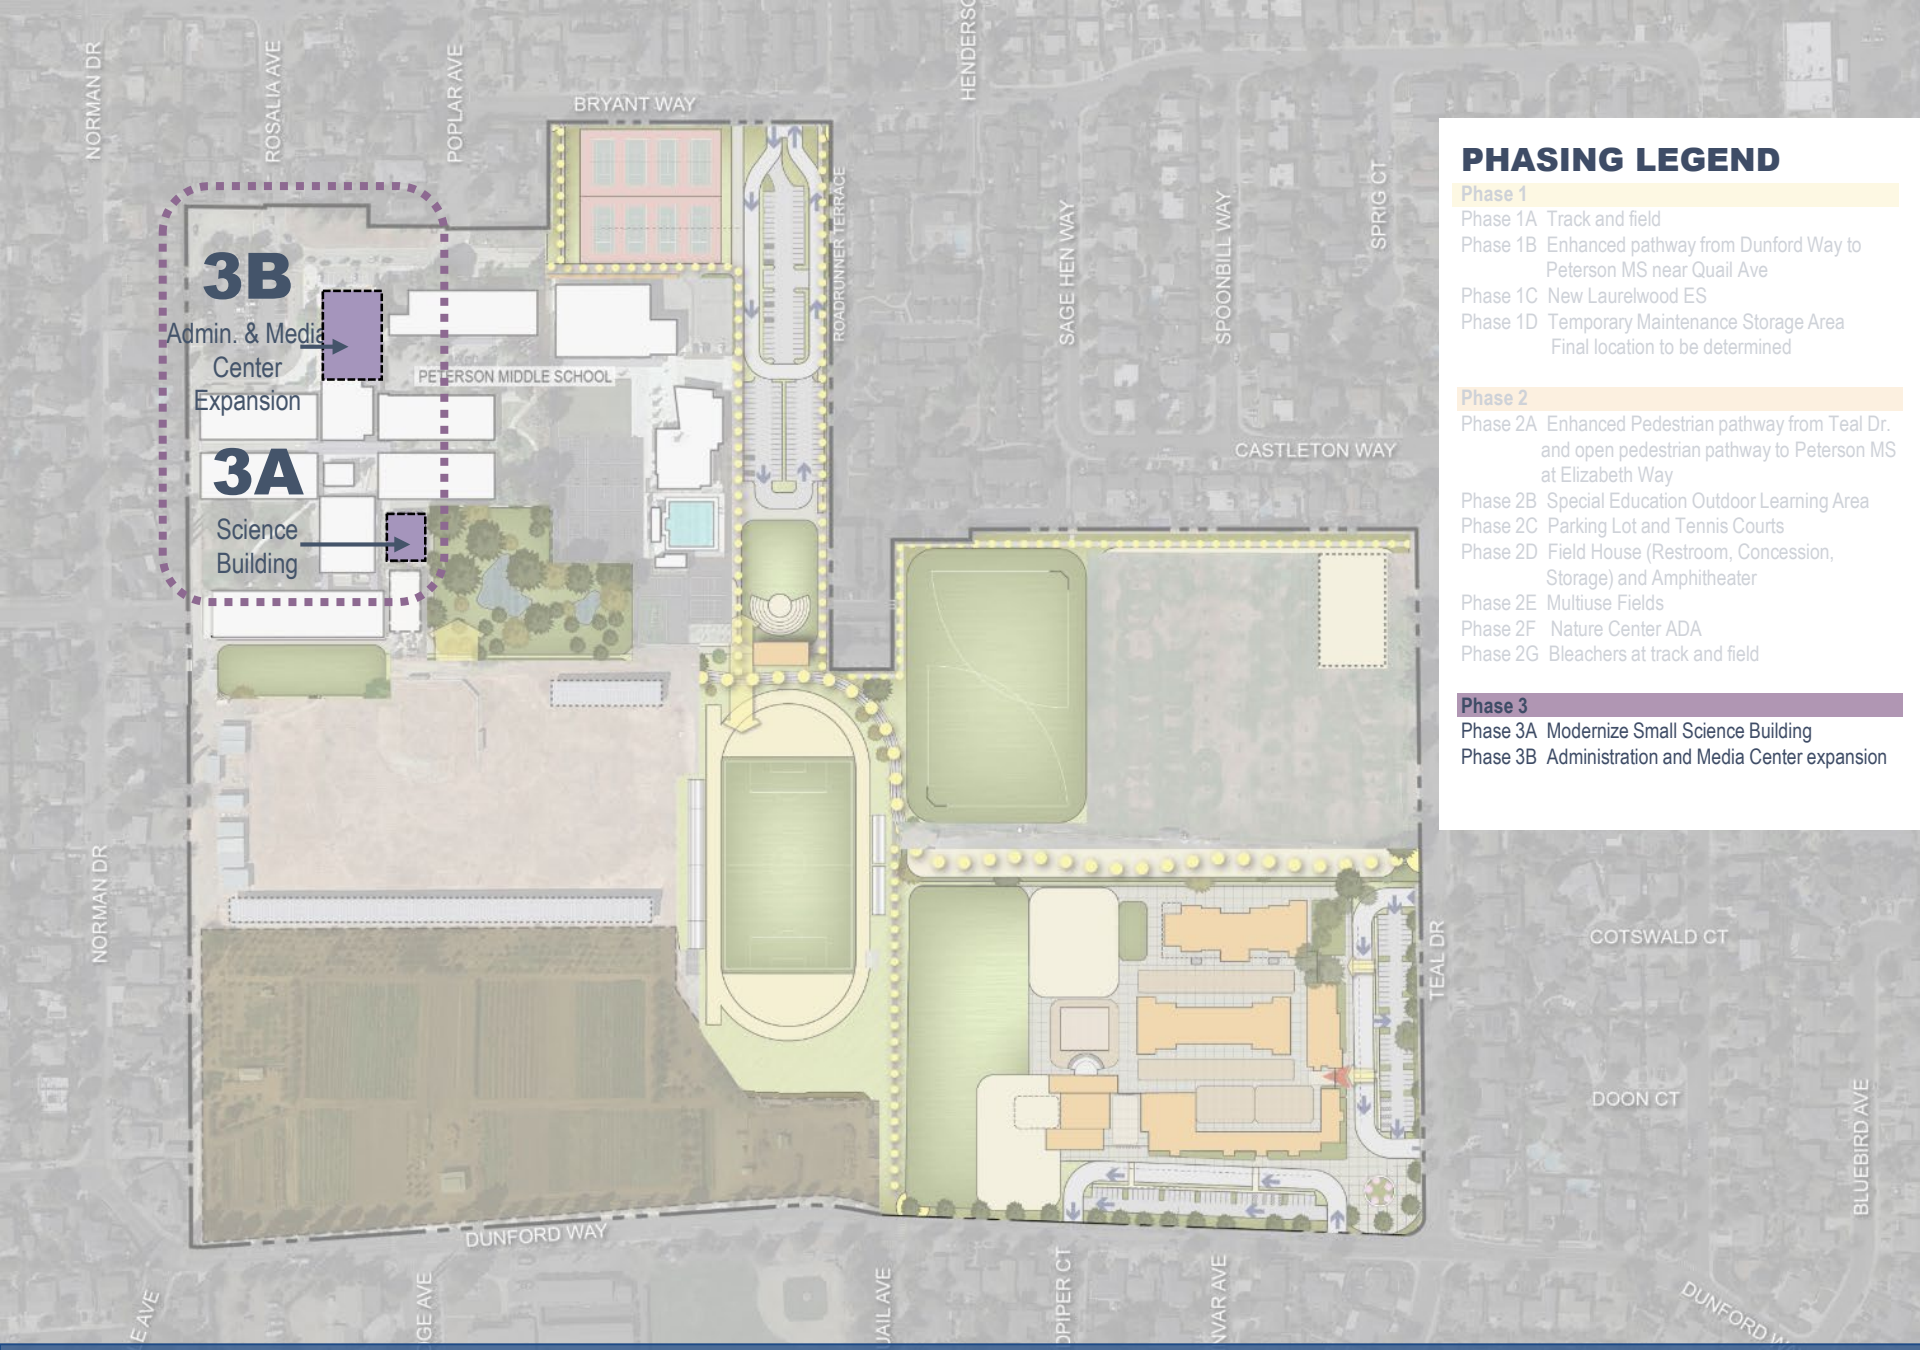 NORMAN DR
ROSALIA AVE
POPLAR AVE
BRYANT WAY
ROADRUNNER TERRACE
SAGE HEN WAY
SPOONBILL WAY
SPRIG CT
CASTLETON WAY
3B
Admin. & Media
Center
Expansion
PETERSON MIDDLE SCHOOL
3A
Science
Building
PHASING LEGEND
Phase 1
Phase 1A Track and field
Phase 1B Enhanced pathway from Dunford Way to
Peterson MS near Quail Ave
Phase 1C New Laurelwood ES
Phase 1D Temporary Maintenance Storage Area
Final location to be determined
Phase 2
Phase 2A Enhanced Pedestrian pathway from Teal Dr.
and open pedestrian pathway to Peterson MS
at Elizabeth Way
Phase 2B Special Education Outdoor Learning Area
Phase 2C Parking Lot and Tennis Courts
Phase 2D Field House (Restroom, Concession,
Storage) and Amphitheater
Phase 2E Multiuse Fields
Phase 2F Nature Center ADA
Phase 2G Bleachers at track and field
Phase 3
Phase 3A Modernize Small Science Building
Phase 3B Administration and Media Center expansion
NORMAN DR
TEAL DR
COTSWALD CT
DOON CT
BLUEBIRD AVE
DUNFORD WAY
AVE
AVE
AVE
CT
AVE
DUNFORD